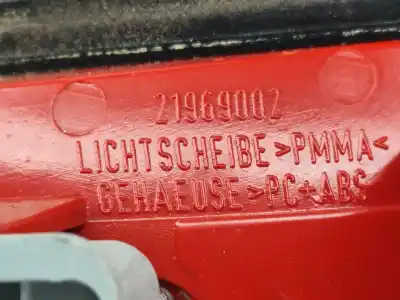 21969002
LICHTSCHEIBE >PMMA<
GEHAEUSE >PC+ABS